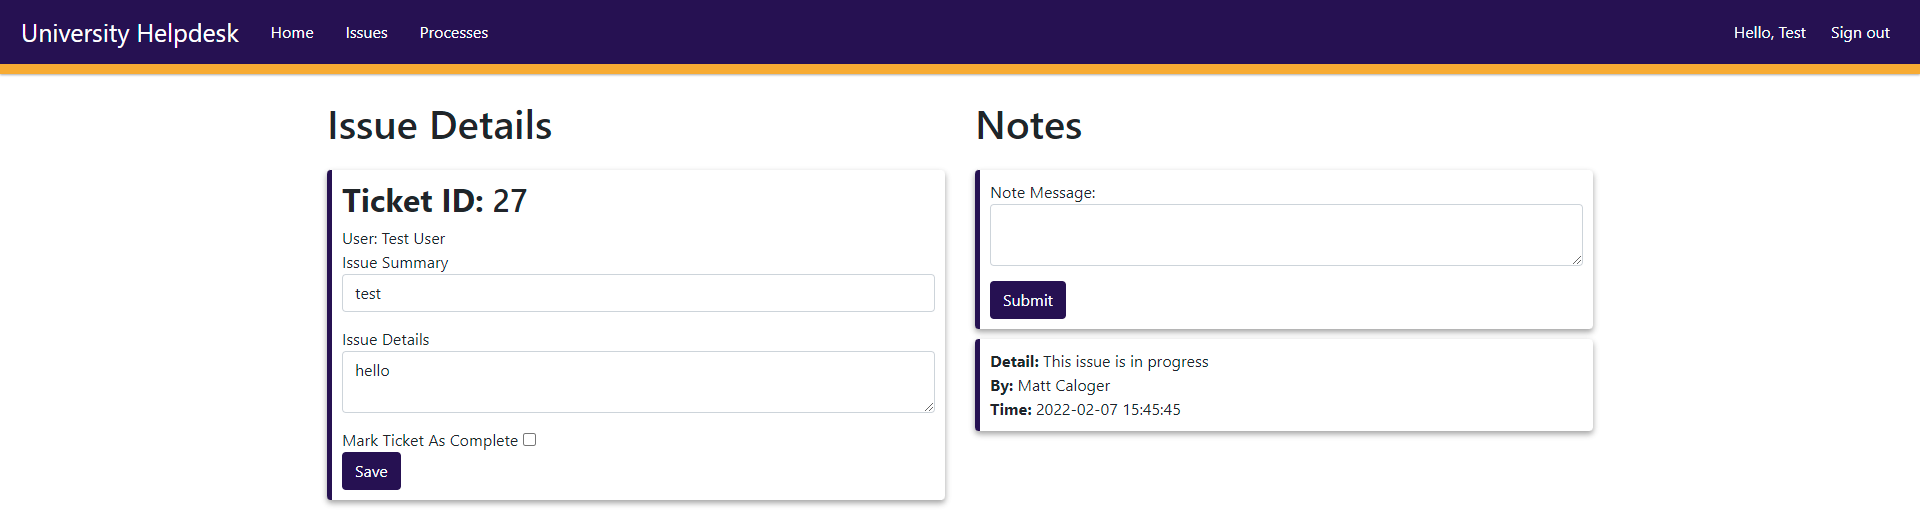 University Helpdesk Home Issues Processes Hello, Test Sign out
Issue Details
Ticket ID: 27
User: Test User
Issue Summary
test
Issue Details
hello
Mark Ticket As Complete
Save
Notes
Note Message:
Submit
Detail: This issue is in progress
By: Matt Caloger
Time: 2022-02-07 15:45:45